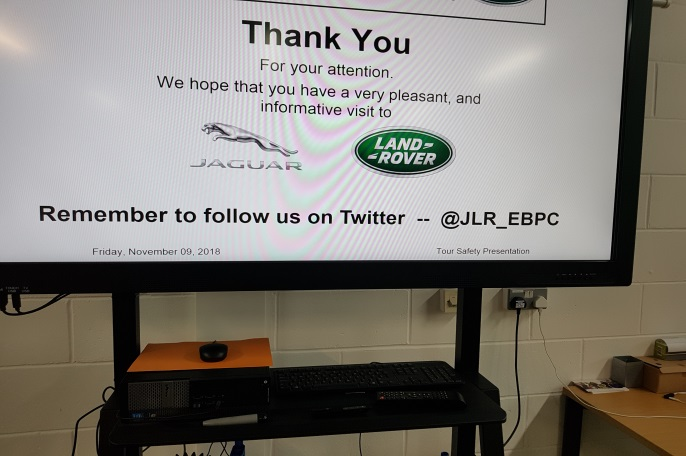 Thank You
For your attention.
We hope that you have a very pleasant, and
informative visit to
JAGUAR
LAND-
-ROVER
Remember to follow us on Twitter -- @JLR_EBPC
Friday, November 09, 2018
Tour Safety Presentation